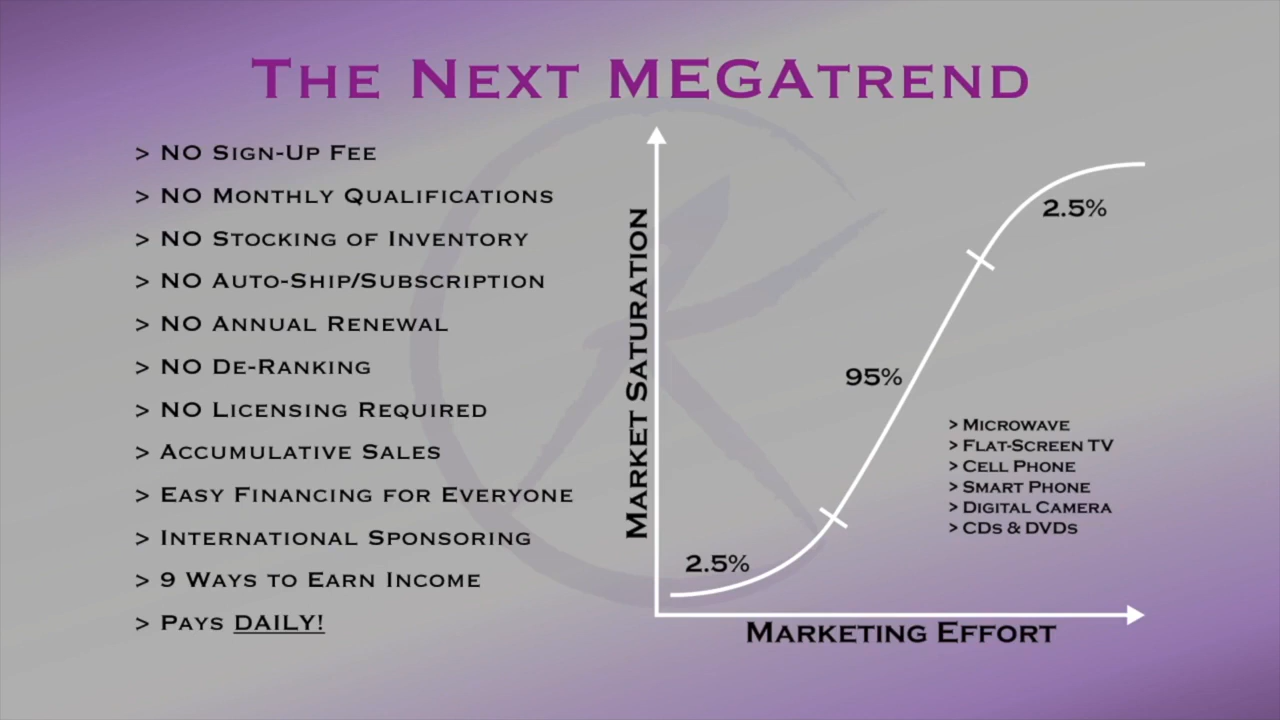 The Next MEGAtrend
> NO Sign-Up Fee
> NO Monthly Qualifications
> NO Stocking of Inventory
> NO Auto-Ship/Subscription
> NO Annual Renewal
> NO De-Ranking
> NO Licensing Required
> Accumulative Sales
> Easy Financing for Everyone
> International Sponsoring
> 9 Ways to Earn Income
> Pays DAILY!
Market Saturation
2.5%
95%
2.5%
> Microwave
> Flat-Screen TV
> Cell Phone
> Smart Phone
> Digital Camera
> CDs & DVDs
Marketing Effort